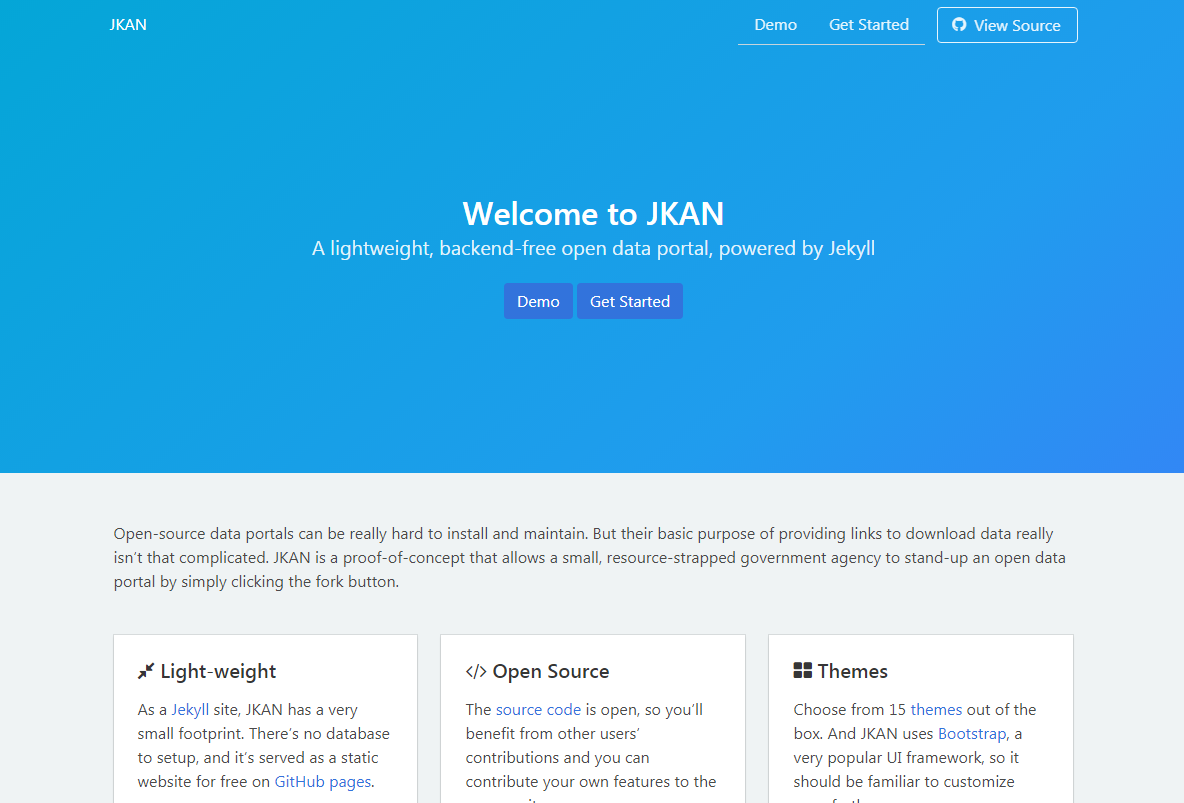 JKAN
Demo
Get Started
View Source
Welcome to JKAN
A lightweight, backend-free open data portal, powered by Jekyll
Demo
Get Started
Open-source data portals can be really hard to install and maintain. But their basic purpose of providing links to download data really
isn’t that complicated. JKAN is a proof-of-concept that allows a small, resource-strapped government agency to stand-up an open data
portal by simply clicking the fork button.
Light-weight
As a Jekyll site, JKAN has a very
small footprint. There’s no database
to setup, and it’s served as a static
website for free on GitHub pages.
Open Source
The source code is open, so you’ll
benefit from other users’
contributions and you can
contribute your own features to the
Themes
Choose from 15 themes out of the
box. And JKAN uses Bootstrap, a
very popular UI framework, so it
should be familiar to customize